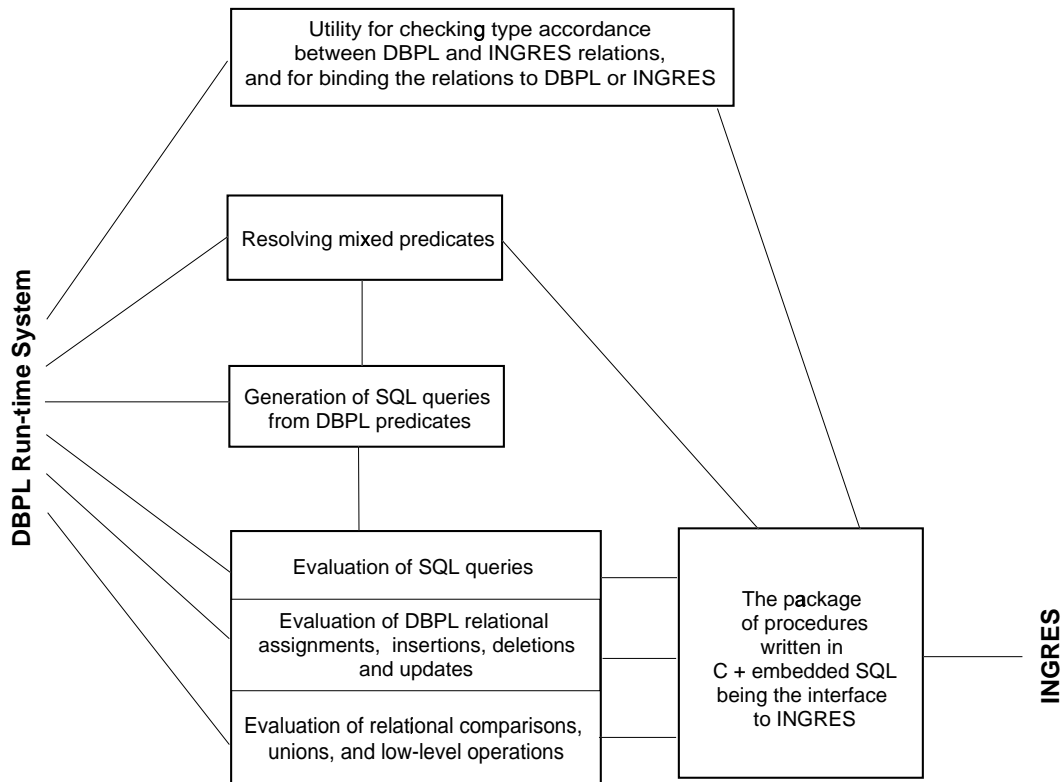 Utility for checking type accordance
between DBPL and INGRES relations,
and for binding the relations to DBPL or INGRES
Resolving mixed predicates
DBPL Run-time System
Generation of SQL queries
from DBPL predicates
Evaluation of SQL queries
Evaluation of DBPL relational
assignments, insertions, deletions
and updates
Evaluation of relational comparisons,
unions, and low-level operations
The package
of procedures
written in
C + embedded SQL
being the interface
to INGRES
INGRES